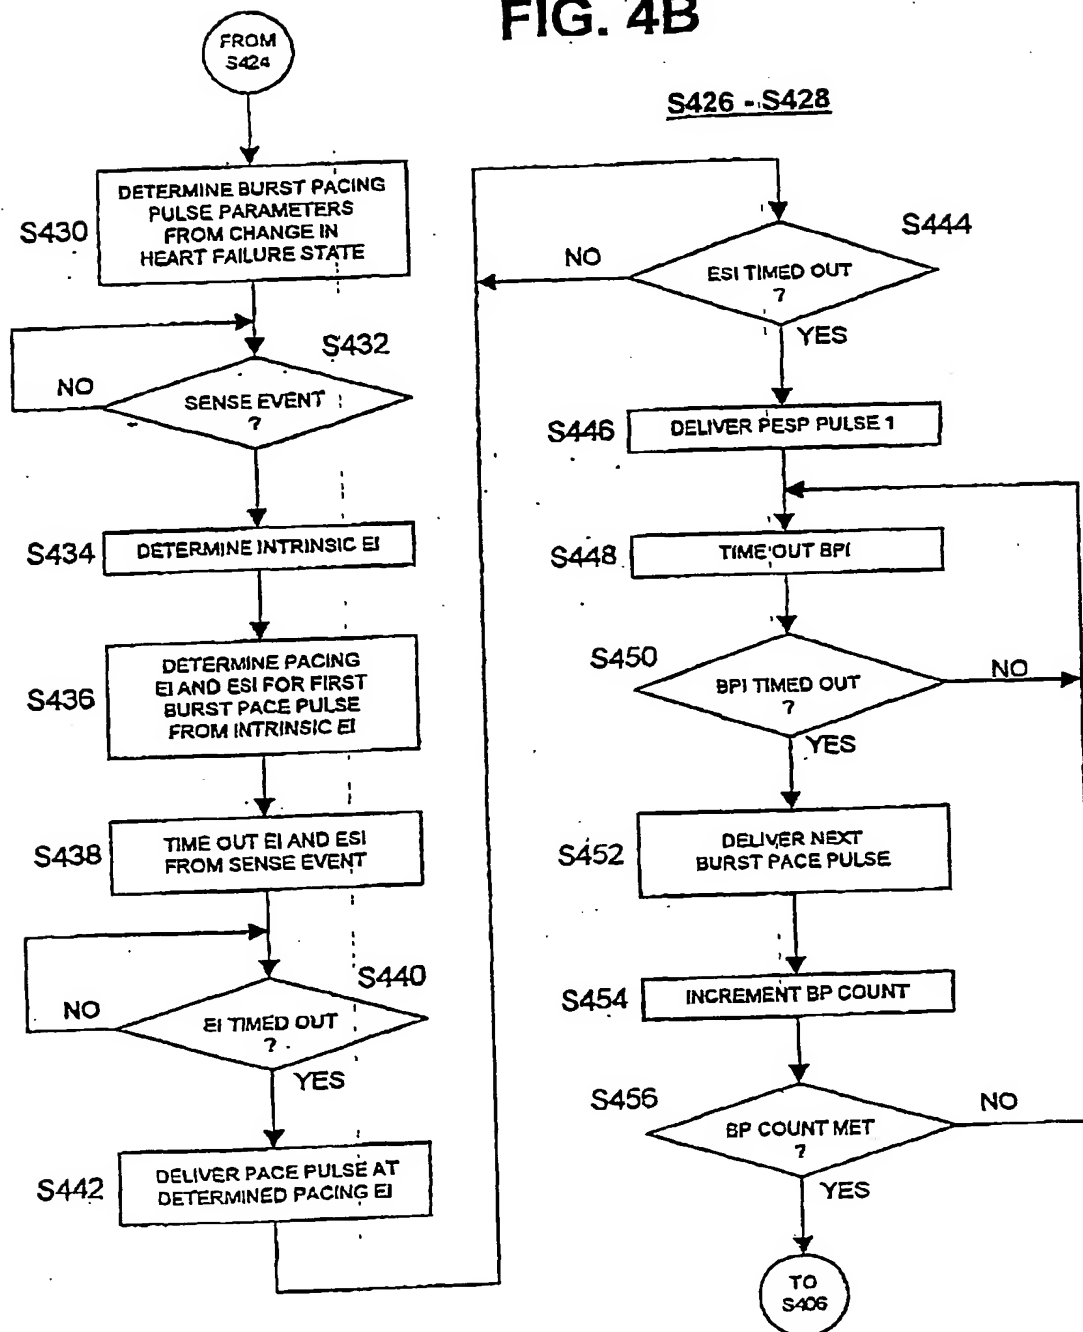 FIG. 4B
FROM
S424
S426 - S428
S430
DETERMINE BURST PACING
PULSE PARAMETERS
FROM CHANGE IN
HEART FAILURE STATE
S432
NO
SENSE EVENT
?
S434
DETERMINE INTRINSIC EI
S436
DETERMINE PACING
EI AND ESI FOR FIRST
BURST PACE PULSE
FROM INTRINSIC EI
S438
TIME OUT EI AND ESI
FROM SENSE EVENT
S440
NO
EI TIMED OUT
?
YES
S442
DELIVER PACE PULSE AT
DETERMINED PACING EI
S444
NO
ESI TIMED OUT
?
YES
S446
DELIVER PESP PULSE 1
S448
TIME OUT BPI
S450
BPI TIMED OUT
?
NO
YES
S452
DELIVER NEXT
BURST PACE PULSE
S454
INCREMENT BP COUNT
S456
BP COUNT MET
?
NO
YES
TO
S406